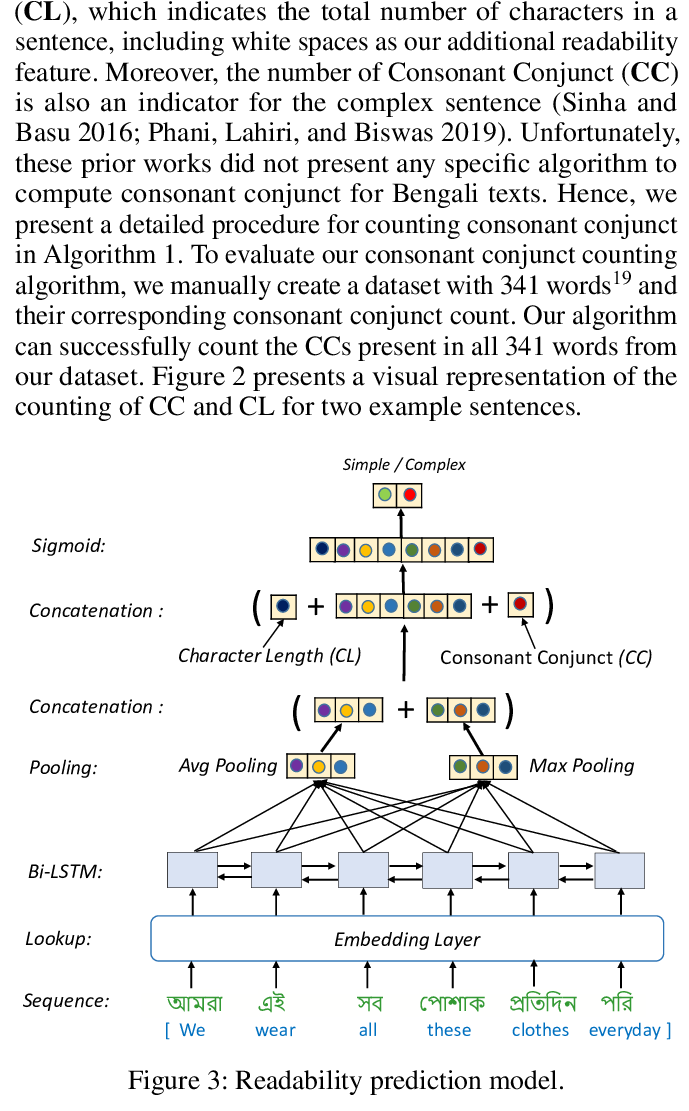 (CL), which indicates the total number of characters in a
sentence, including white spaces as our additional readability
feature. Moreover, the number of Consonant Conjunct (CC)
is also an indicator for the complex sentence (Sinha and
Basu 2016; Phani, Lahiri, and Biswas 2019). Unfortunately,
these prior works did not present any specific algorithm to
compute consonant conjunct for Bengali texts. Hence, we
present a detailed procedure for counting consonant conjunct
in Algorithm 1. To evaluate our consonant conjunct counting
algorithm, we manually create a dataset with 341 words19 and
their corresponding consonant conjunct count. Our algorithm
can successfully count the CCs present in all 341 words from
our dataset. Figure 2 presents a visual representation of the
counting of CC and CL for two example sentences.
Simple / Complex
Sigmoid:
Concatenation : ( + + )
Character Length (CL) Consonant Conjunct (CC)
Concatenation : ( + )
Pooling: Avg Pooling Max Pooling
Bi-LSTM:
Lookup: Embedding Layer
Sequence: আমরা এই সব পোশাক প্রতিদিন পরি
[ We wear all these clothes everyday ]
Figure 3: Readability prediction model.